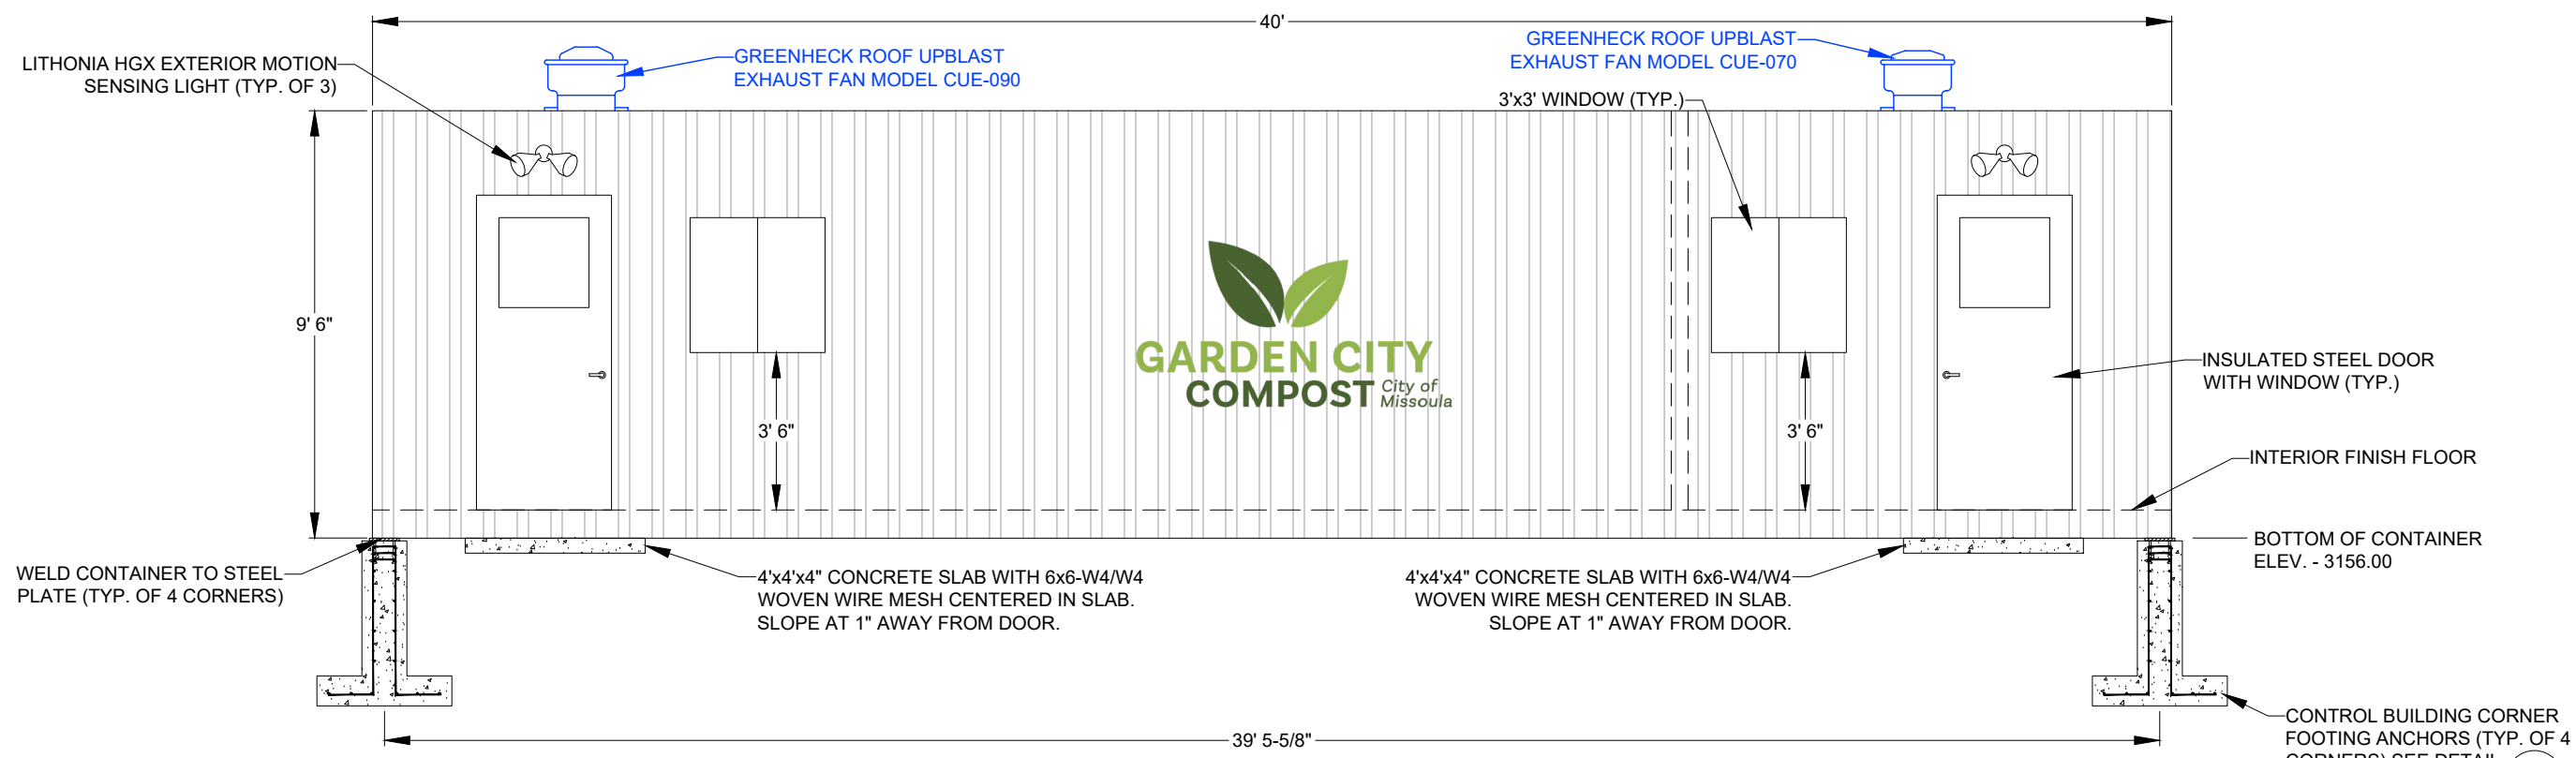 40'
LITHONIA HGX EXTERIOR MOTION
SENSING LIGHT (TYP. OF 3)
GREENHECK ROOF UPBLAST
EXHAUST FAN MODEL CUE-090
GREENHECK ROOF UPBLAST
EXHAUST FAN MODEL CUE-070
3'x3' WINDOW (TYP.)
9' 6"
GARDEN CITY
COMPOST City of
Missoula
3' 6"
3' 6"
INSULATED STEEL DOOR
WITH WINDOW (TYP.)
INTERIOR FINISH FLOOR
BOTTOM OF CONTAINER
ELEV. - 3156.00
WELD CONTAINER TO STEEL
PLATE (TYP. OF 4 CORNERS)
4'x4'x4" CONCRETE SLAB WITH 6x6-W4/W4
WOVEN WIRE MESH CENTERED IN SLAB.
SLOPE AT 1" AWAY FROM DOOR.
4'x4'x4" CONCRETE SLAB WITH 6x6-W4/W4
WOVEN WIRE MESH CENTERED IN SLAB.
SLOPE AT 1" AWAY FROM DOOR.
39' 5-5/8"
CONTROL BUILDING CORNER
FOOTING ANCHORS (TYP. OF 4
CORNERS) SEE DETAIL